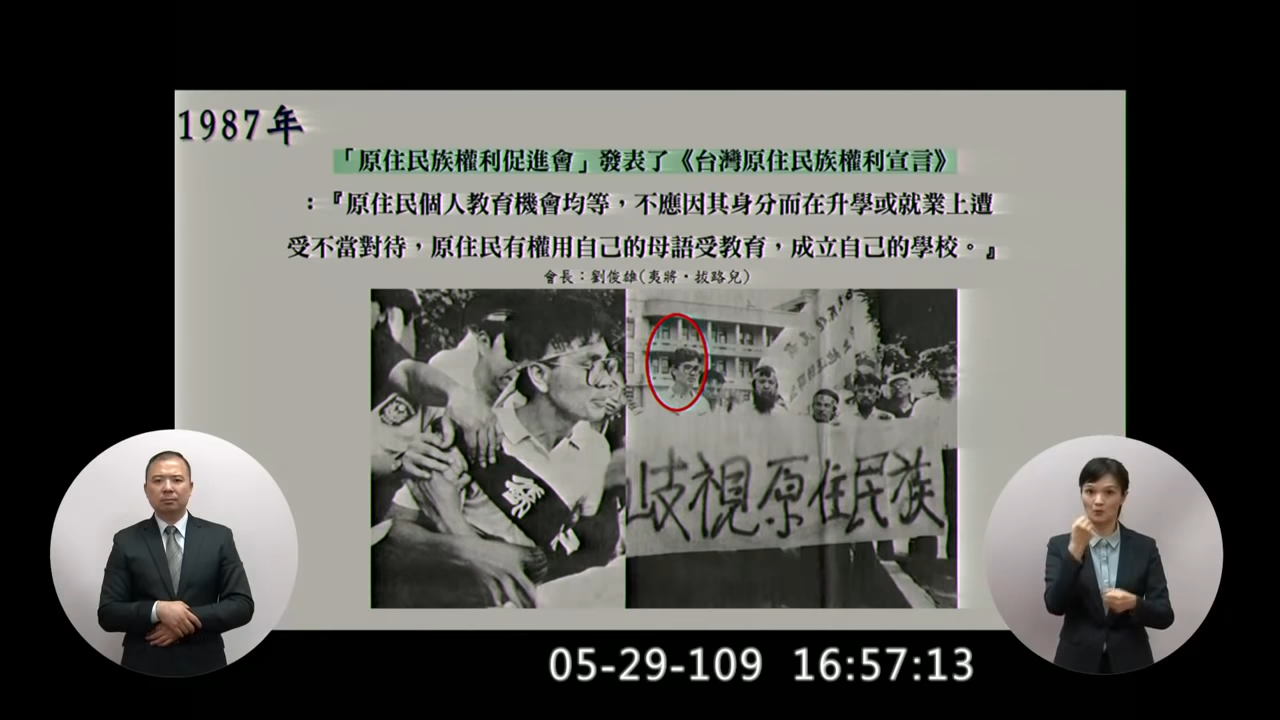 1987年
「原住民族權利促進會」發表了《台灣原住民族權利宣言》
：『原住民個人教育機會均等，不應因其身分而在升學或就業上遭
受不當對待，原住民有權用自己的母語受教育，成立自己的學校。』
會長：劉俊雄(夷將・拔路兒)
歧視原住民族
05-29-109 16:57:13